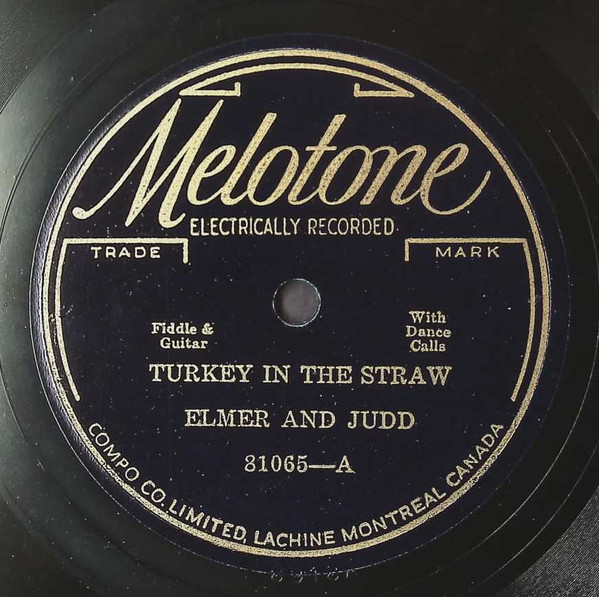 Melotone
ELECTRICALLY RECORDED
TRADE MARK
Fiddle &
Guitar
With
Dance
Calls
TURKEY IN THE STRAW
ELMER AND JUDD
81065—A
COMPO CO. LIMITED, LACHINE MONTREAL CANADA